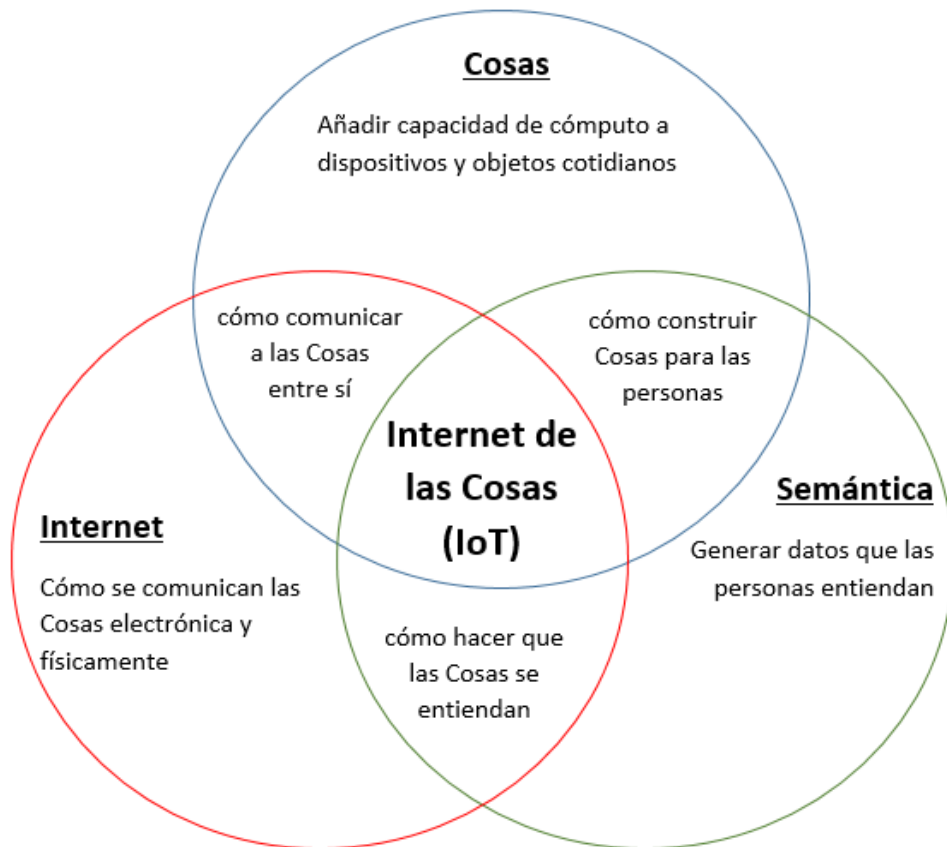 Cosas
Añadir capacidad de cómputo a
dispositivos y objetos cotidianos
cómo comunicar
a las Cosas
entre sí
cómo construir
Cosas para las
personas
Internet de
las Cosas
(IoT)
Internet
Cómo se comunican las
Cosas electrónica y
físicamente
Semántica
Generar datos que las
personas entiendan
cómo hacer que
las Cosas se
entiendan